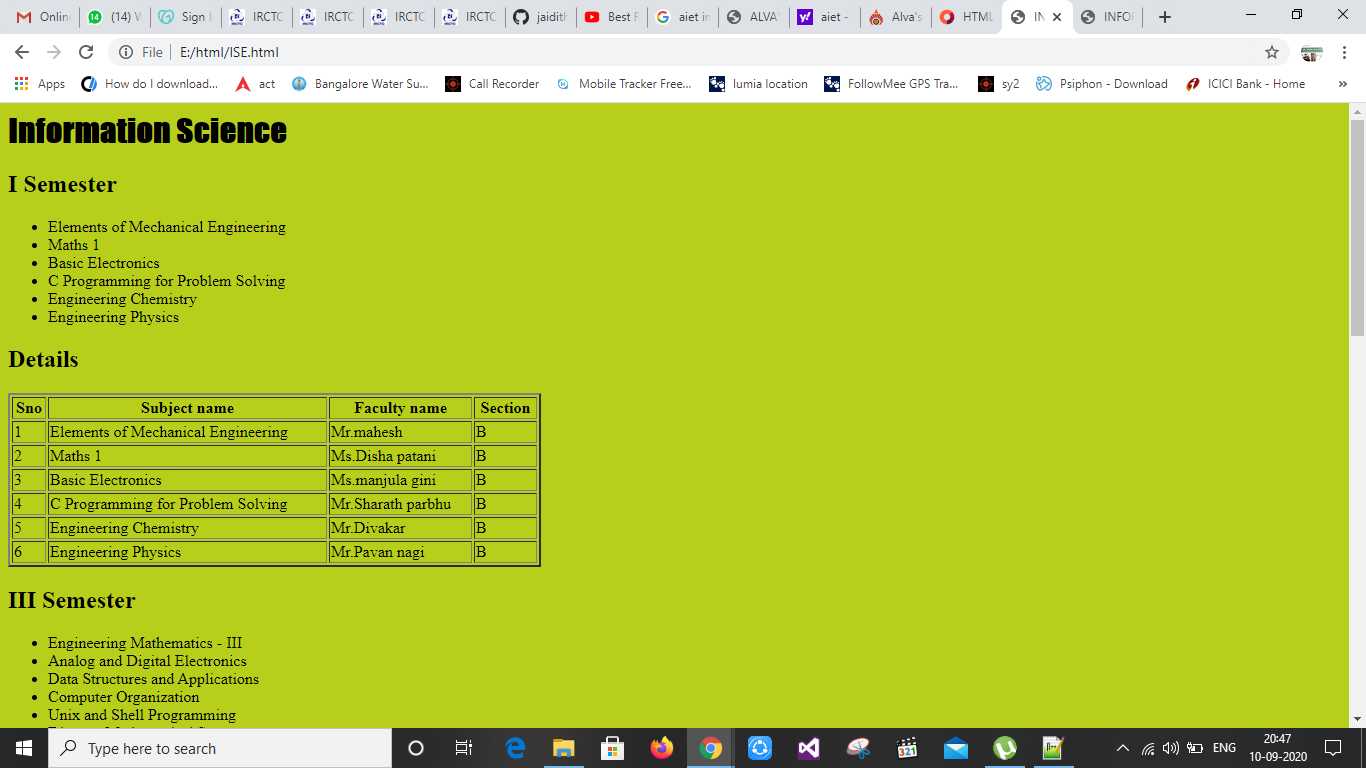 Online
(14) W
Sign I
IRCTC
IRCTC
IRCTC
IRCTC
jaidith
Best R
aiet in
ALVA'
aiet -
Alva's
HTML
IN
INFO
File
E:/html/ISE.html
Apps
How do I download...
act
Bangalore Water Su...
Call Recorder
Mobile Tracker Free...
lumia location
FollowMee GPS Tra...
sy2
Psiphon - Download
ICICI Bank - Home
»
Information Science
I Semester
• Elements of Mechanical Engineering
• Maths 1
• Basic Electronics
• C Programming for Problem Solving
• Engineering Chemistry
• Engineering Physics
Details
Sno Subject name Faculty name Section
1 Elements of Mechanical Engineering Mr.mahesh B
2 Maths 1 Ms.Disha patani B
3 Basic Electronics Ms.manjula gini B
4 C Programming for Problem Solving Mr.Sharath parbhu B
5 Engineering Chemistry Mr.Divakar B
6 Engineering Physics Mr.Pavan nagi B
III Semester
• Engineering Mathematics - III
• Analog and Digital Electronics
• Data Structures and Applications
• Computer Organization
• Unix and Shell Programming
Type here to search
321
ENG
20:47
10-09-2020